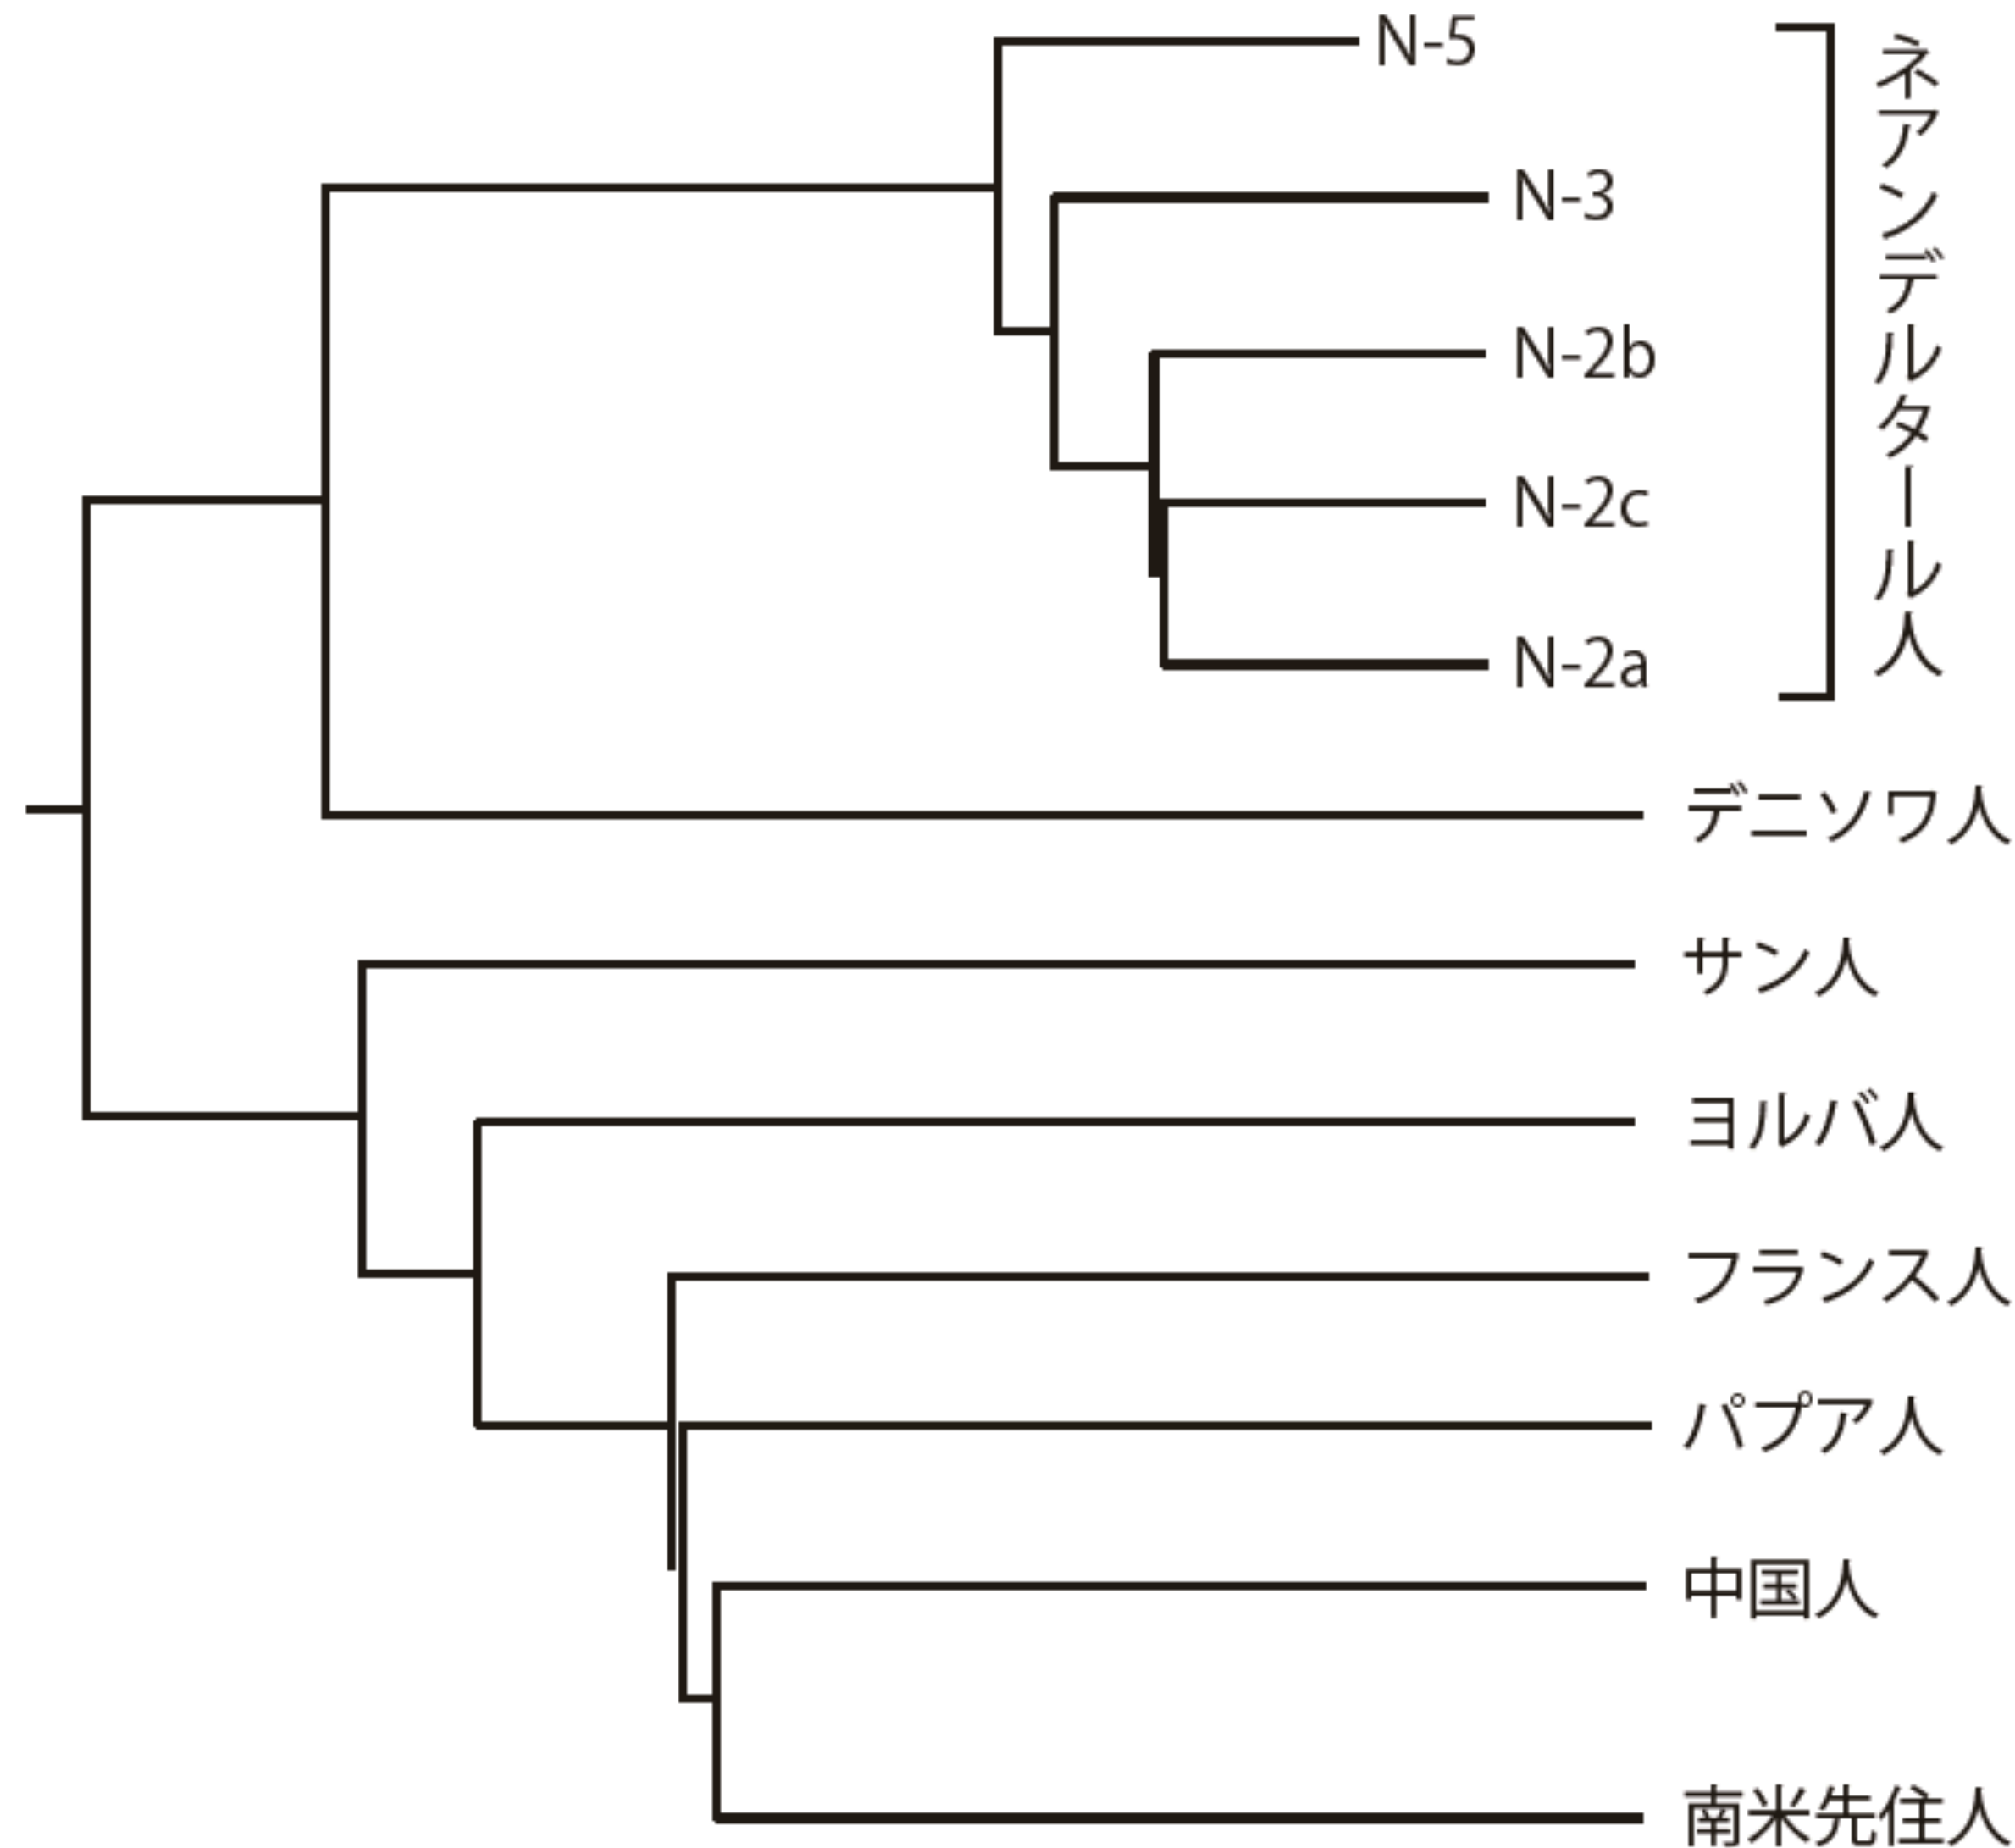 N-5
N-3
N-2b
N-2c
N-2a
ネアンデルタール人
デニソワ人
サン人
ヨルバ人
フランス人
パプア人
中国人
南米先住人